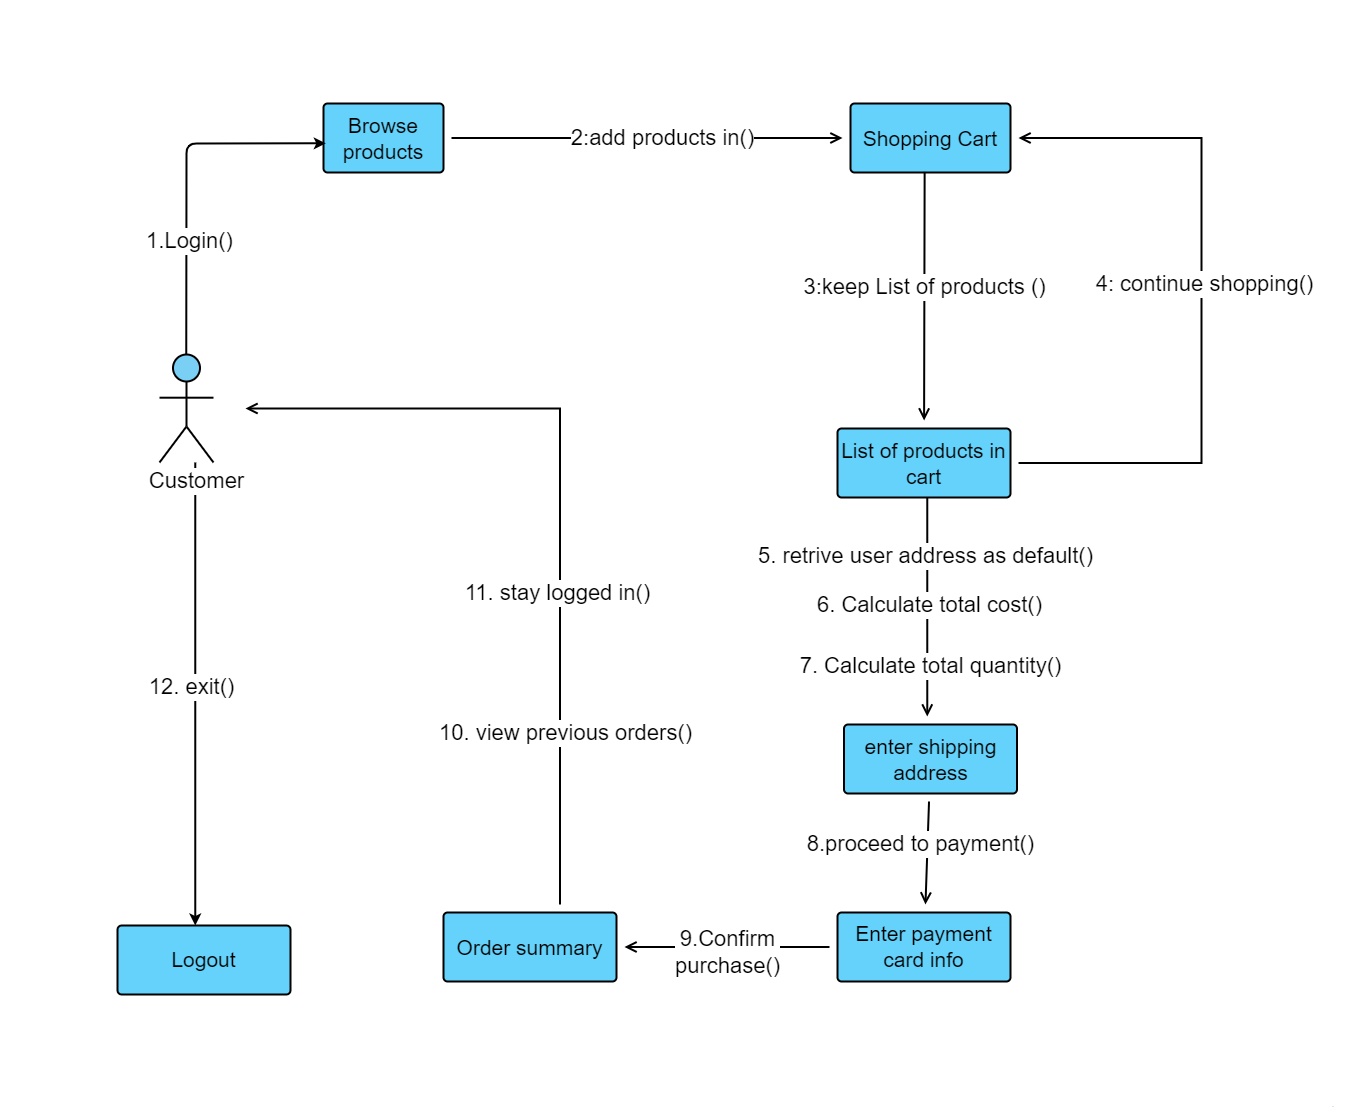 Browse
products
2:add products in()
Shopping Cart
1.Login()
3:keep List of products ()
4: continue shopping()
Customer
List of products in
cart
5. retrive user address as default()
11. stay logged in()
6. Calculate total cost()
7. Calculate total quantity()
12. exit()
10. view previous orders()
enter shipping
address
8.proceed to payment()
Logout
Order summary
9.Confirm
purchase()
Enter payment
card info